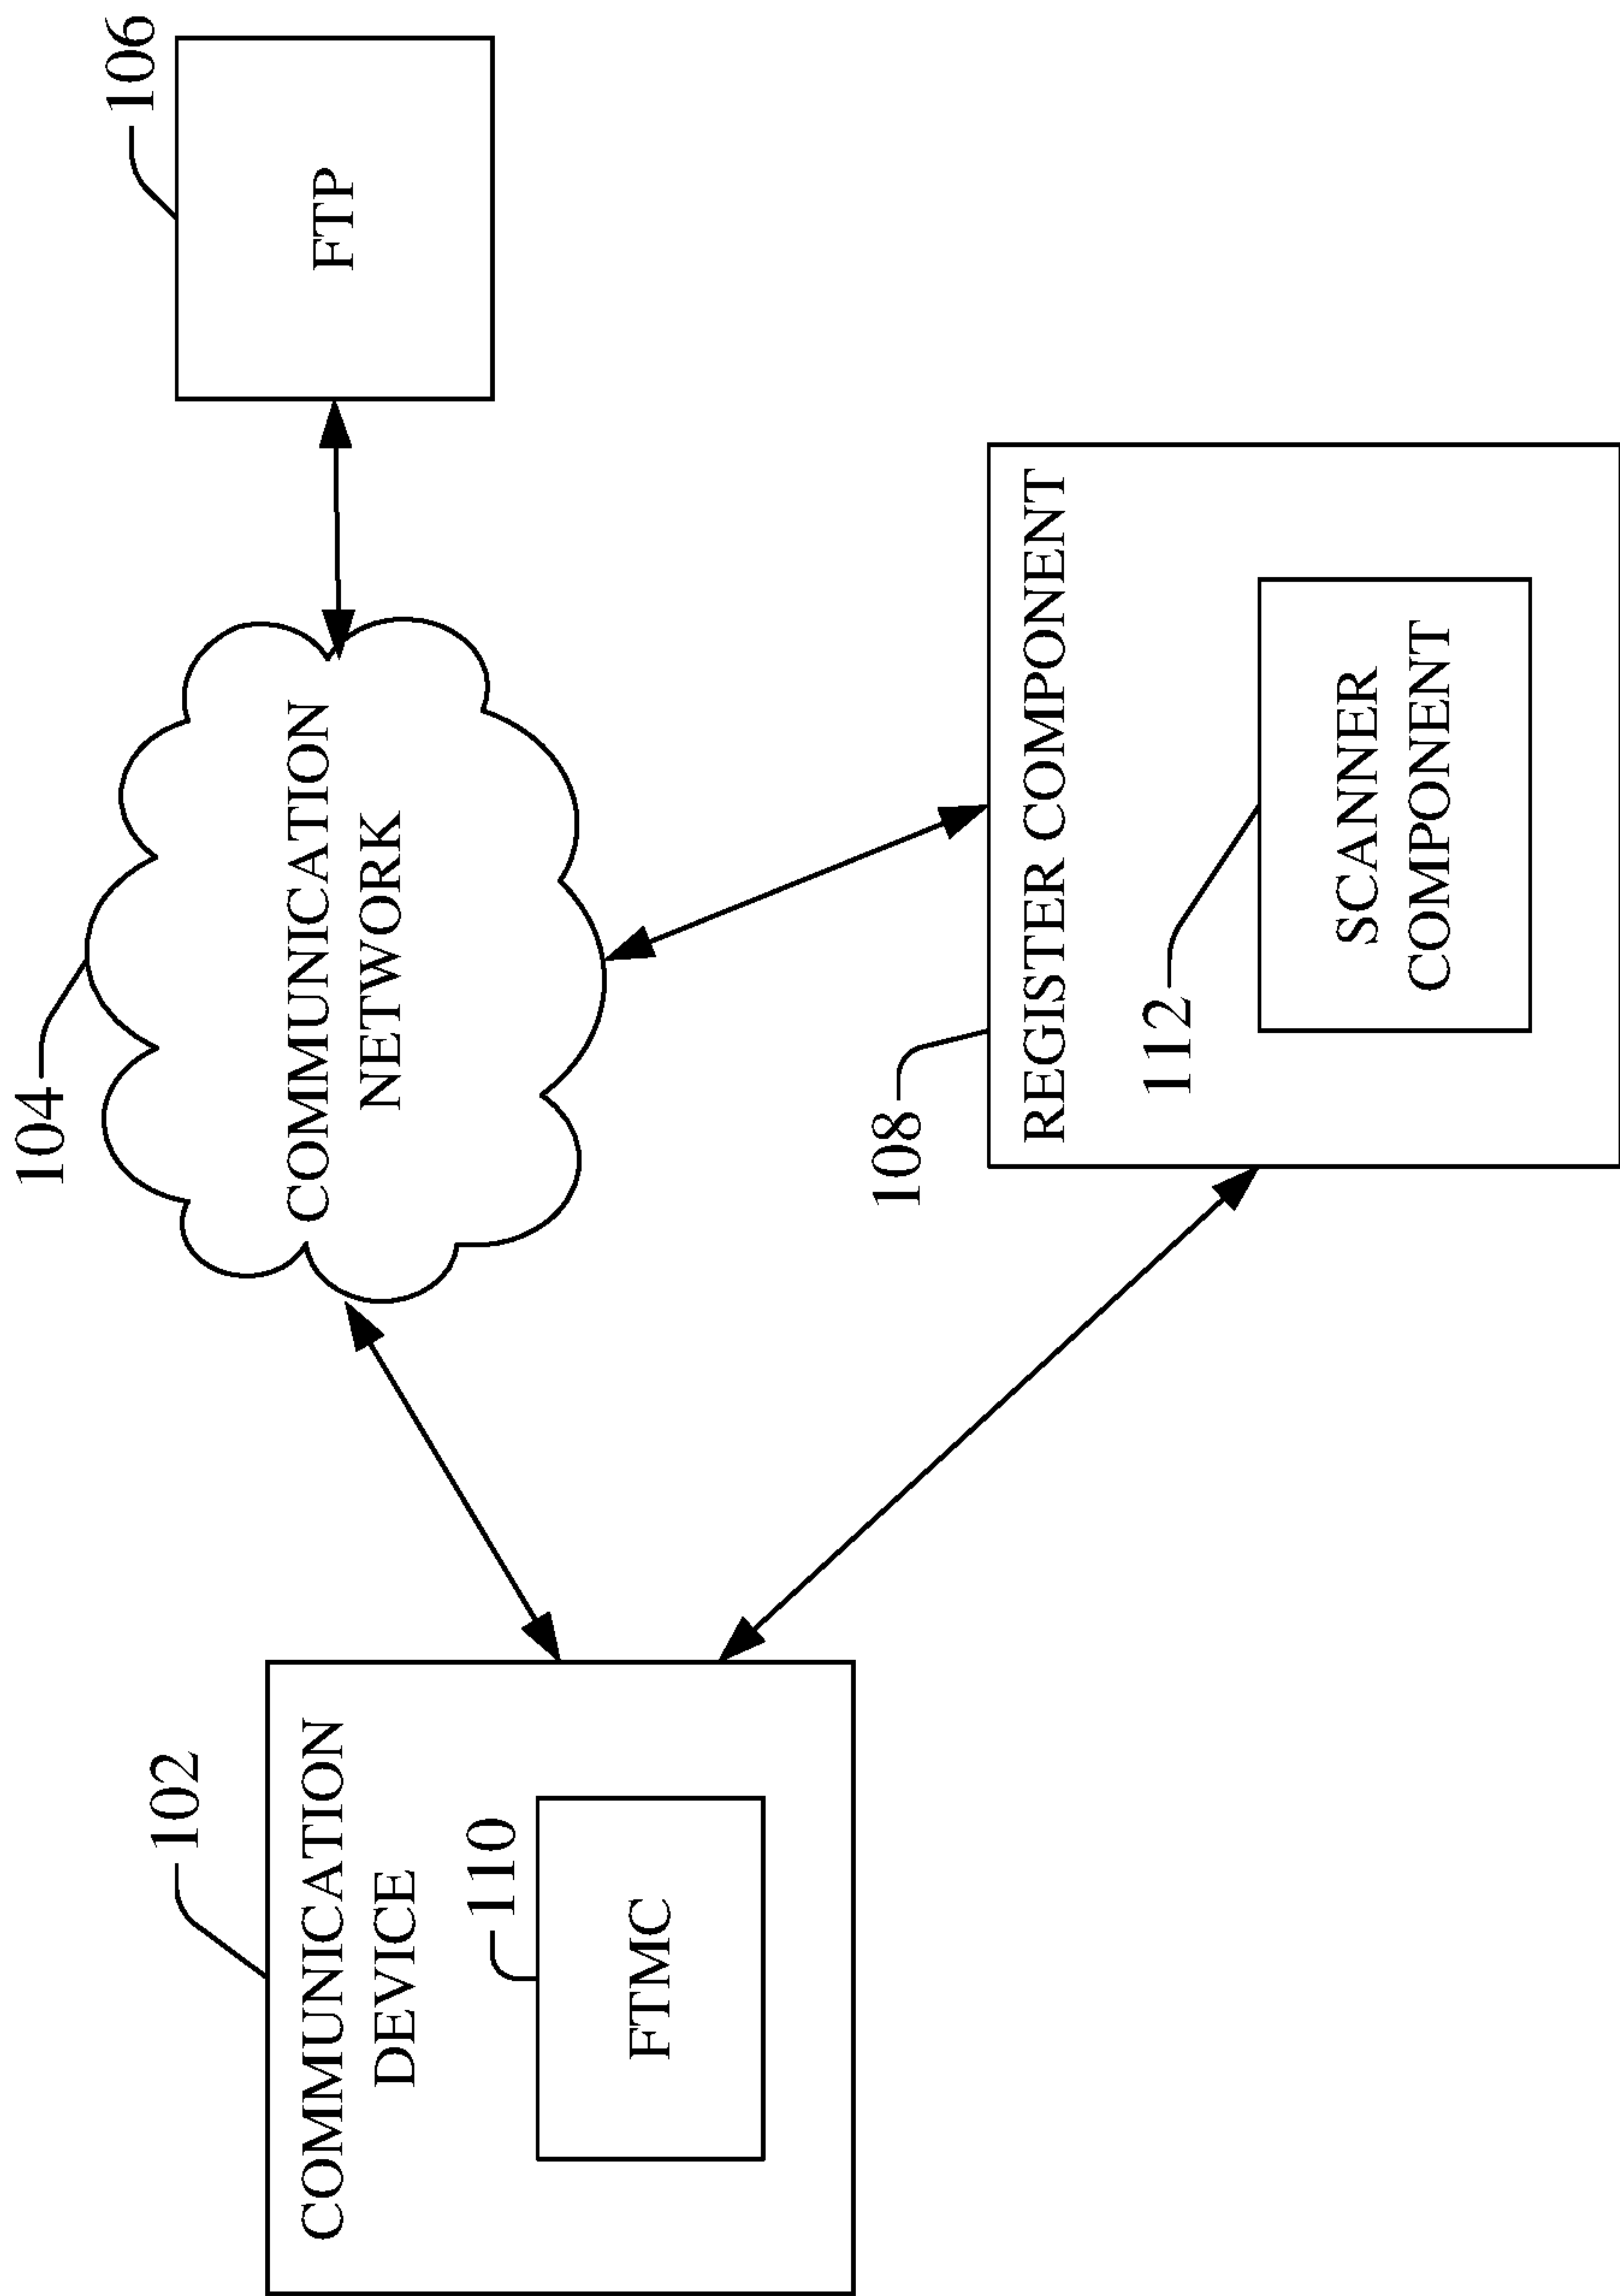 104
106
COMMUNICATION
NETWORK
FTP
102
COMMUNICATION
DEVICE
110
FTMC
108
REGISTER COMPONENT
112
SCANNER
COMPONENT